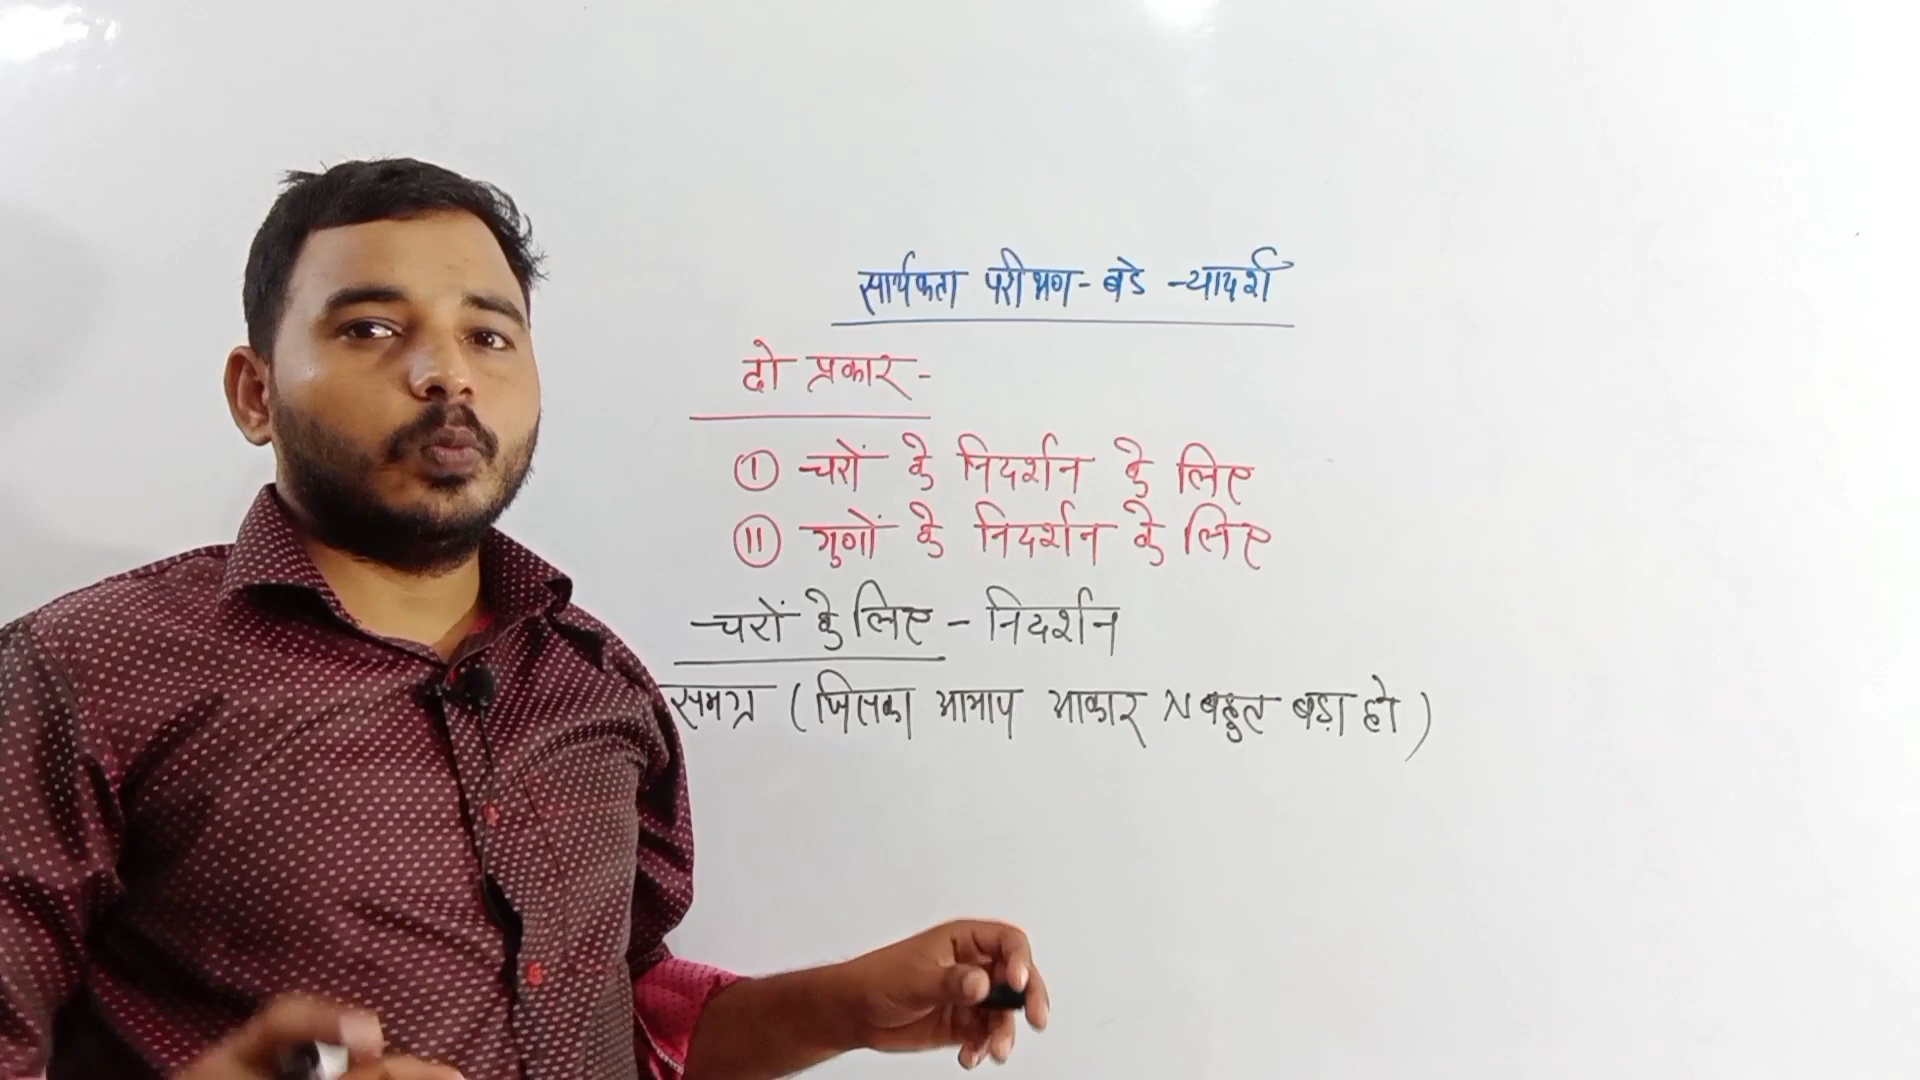 सार्थकता परीक्षण - बडे न्यादर्श
दो प्रकार -
(I) चरों के निदर्शन के लिए
(II) गुणों के निदर्शन के लिए
चरों के लिए - निदर्शन
समग्र (जिसका आकार N बहुत बड़ा हो)